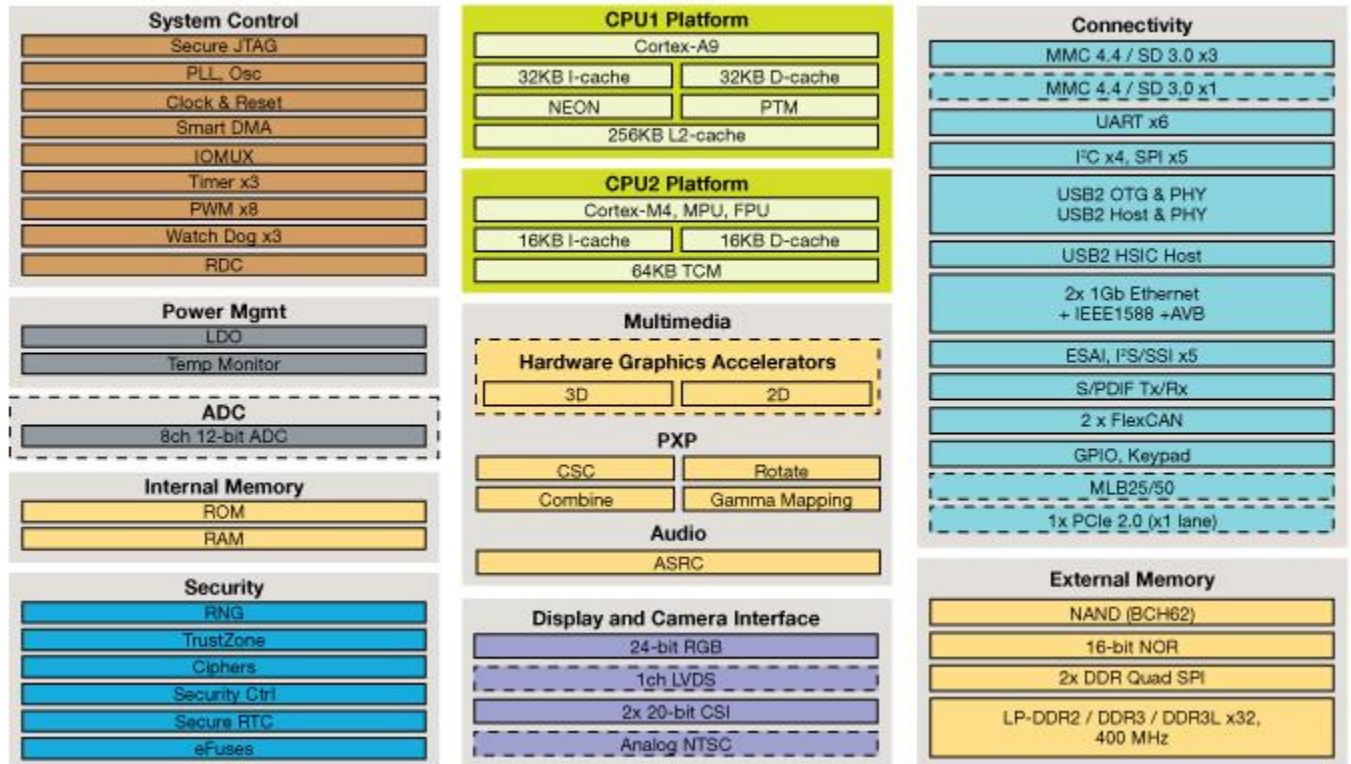 System Control
Secure JTAG
PLL, Osc
Clock & Reset
Smart DMA
IOMUX
Timer x3
PWM x8
Watch Dog x3
RDC
Power Mgmt
LDO
Temp Monitor
ADC
8ch 12-bit ADC
Internal Memory
ROM
RAM
Security
RNG
TrustZone
Ciphers
Security Ctrl
Secure RTC
eFuses
CPU1 Platform
Cortex-A9
32KB I-cache
32KB D-cache
NEON
PTM
256KB L2-cache
CPU2 Platform
Cortex-M4, MPU, FPU
16KB I-cache
16KB D-cache
64KB TCM
Multimedia
Hardware Graphics Accelerators
3D
2D
PXP
CSC
Rotate
Combine
Gamma Mapping
Audio
ASRC
Display and Camera Interface
24-bit RGB
1ch LVDS
2x 20-bit CSI
Analog NTSC
Connectivity
MMC 4.4 / SD 3.0 x3
MMC 4.4 / SD 3.0 x1
UART x6
I²C x4, SPI x5
USB2 OTG & PHY
USB2 Host & PHY
USB2 HSIC Host
2x 1Gb Ethernet
+ IEEE1588 +AVB
ESAI, I²S/SSI x5
S/PDIF Tx/Rx
2 x FlexCAN
GPIO, Keypad
MLB25/50
1x PCIe 2.0 (x1 lane)
External Memory
NAND (BCH62)
16-bit NOR
2x DDR Quad SPI
LP-DDR2 / DDR3 / DDR3L x32,
400 MHz